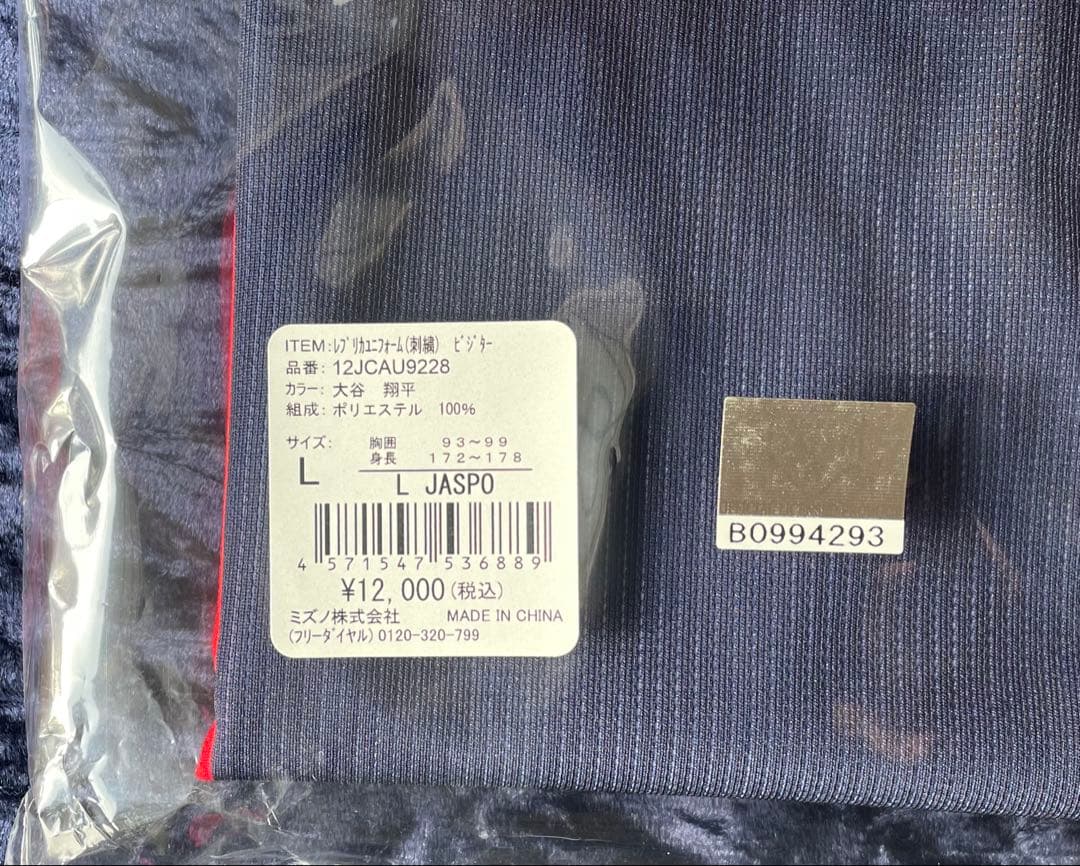 ITEM:ﾚﾌﾟﾘｶﾕﾆﾌｫｰﾑ(刺繍) ﾋﾞｼﾞﾀｰ
品番: 12JCAU9228
カラー: 大谷 翔平
組成: ポリエステル 100%
サイズ: 胸囲 93～99
身長 172～178
L
L JASPO
4 571547 536889
¥12,000(税込)
ミズノ株式会社 MADE IN CHINA
(フリーダイヤル) 0120-320-799
B0994293